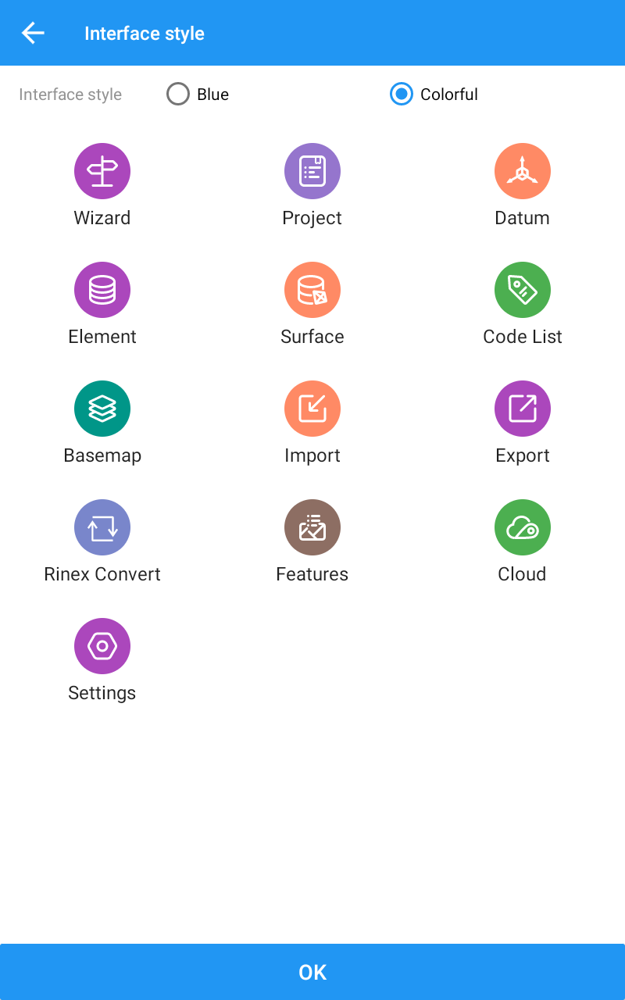 Interface style
Interface style Blue Colorful
Wizard Project Datum
Element Surface Code List
Basemap Import Export
Rinex Convert Features Cloud
Settings
OK